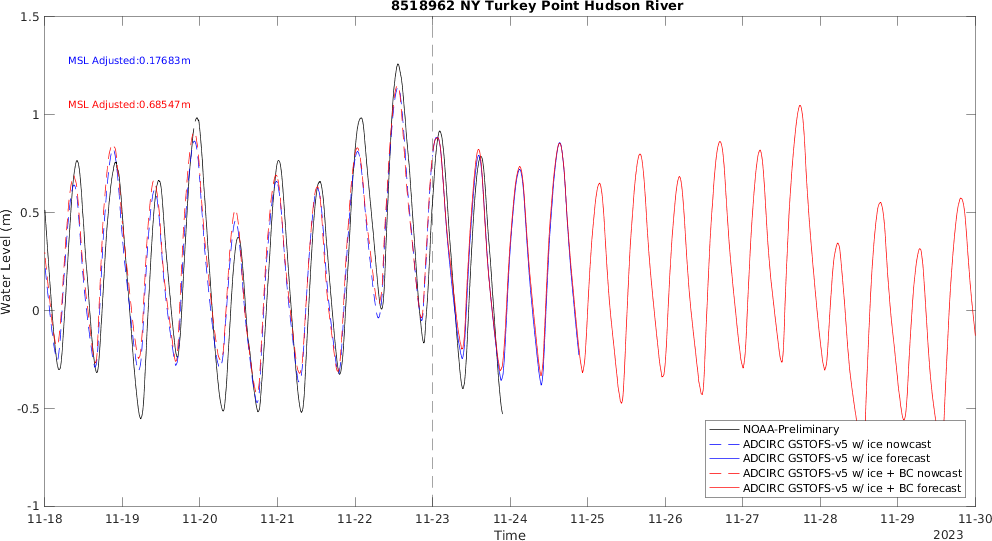 8518962 NY Turkey Point Hudson River
1.5
MSL Adjusted:0.17683m
MSL Adjusted:0.68547m
1
0.5
0
-0.5
-1
Water Level (m)
NOAA-Preliminary
ADCIRC GSTOFS-v5 w/ ice nowcast
ADCIRC GSTOFS-v5 w/ ice forecast
ADCIRC GSTOFS-v5 w/ ice + BC nowcast
ADCIRC GSTOFS-v5 w/ ice + BC forecast
11-18 11-19 11-20 11-21 11-22 11-23 11-24 11-25 11-26 11-27 11-28 11-29 11-30
Time
2023